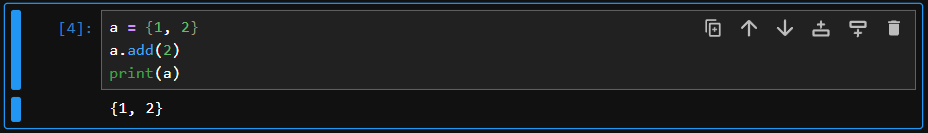 [4]: a = {1, 2}
a.add(2)
print(a)
{1, 2}